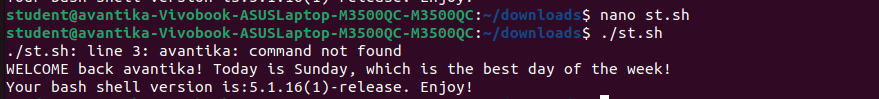 student@avantika-Vivobook-ASUSLaptop-M3500QC-M3500QC:~/downloads$ nano st.sh
student@avantika-Vivobook-ASUSLaptop-M3500QC-M3500QC:~/downloads$ ./st.sh
./st.sh: line 3: avantika: command not found
WELCOME back avantika! Today is Sunday, which is the best day of the week!
Your bash shell version is:5.1.16(1)-release. Enjoy!